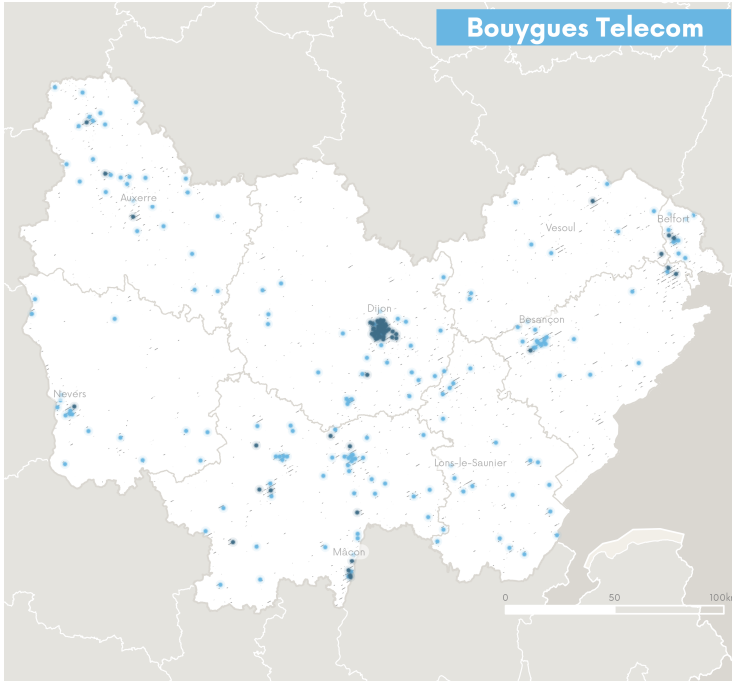 Bouygues Telecom
Auxerre
Belfort
Vesoul
Dijon
Besançon
Nevers
Lons-le-Saunier
Mâcon
0 50 100km